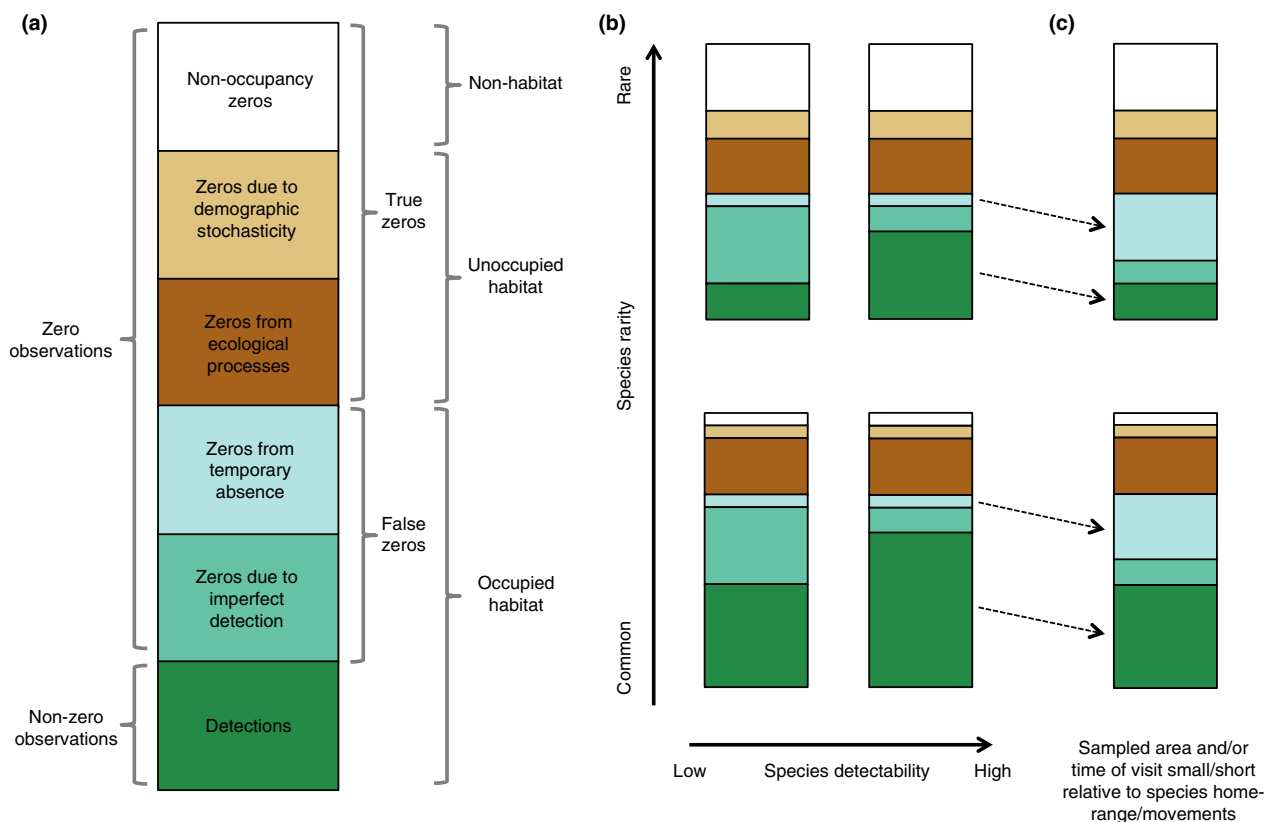 (a)
Zero
observations
Non-zero
observations
Non-occupancy
zeros
Zeros due to
demographic
stochasticity
Zeros from
ecological
processes
Zeros from
temporary
absence
Zeros due to
imperfect
detection
Detections
True
zeros
False
zeros
Non-habitat
Unoccupied
habitat
Occupied
habitat
(b)
Rare
Species rarity
Common
Low
Species detectability
High
(c)
Sampled area and/or
time of visit small/short
relative to species home-
range/movements